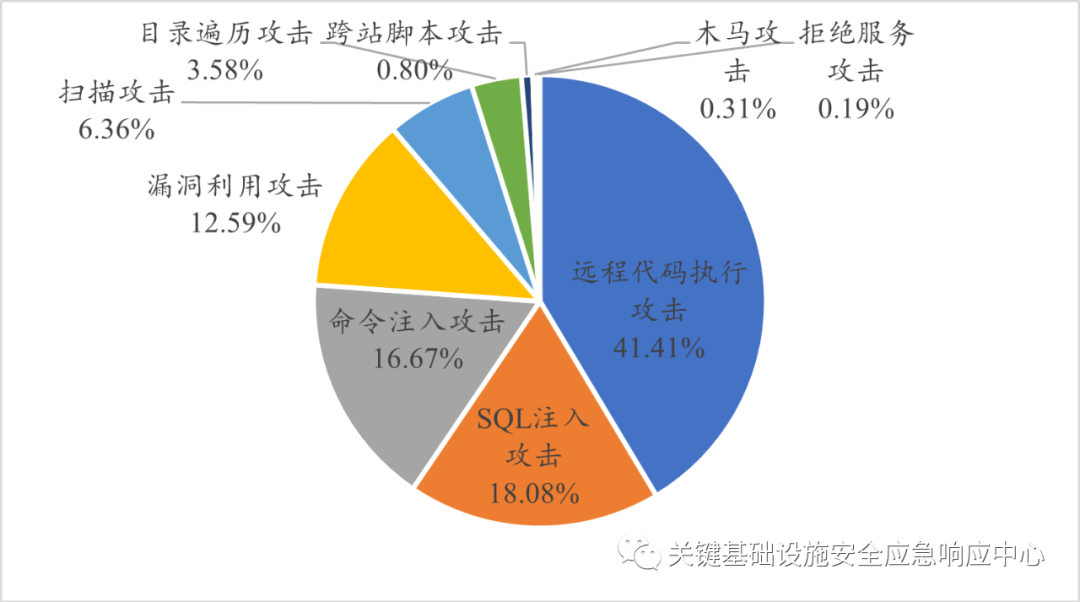 目录遍历攻击
3.58%
跨站脚本攻击
0.80%
木马攻
击
0.31%
拒绝服务
攻击
0.19%
扫描攻击
6.36%
漏洞利用攻击
12.59%
远程代码执行
攻击
41.41%
命令注入攻击
16.67%
SQL注入
攻击
18.08%
关键基础设施安全应急响应中心